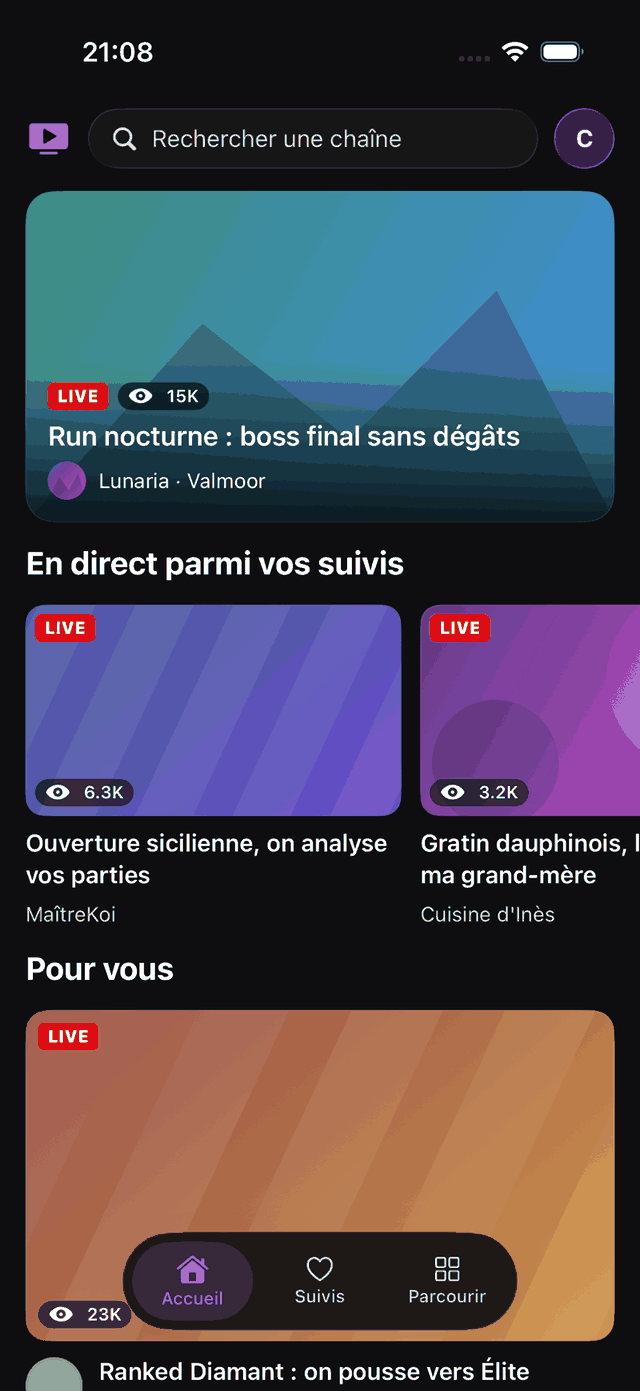 21:08
Rechercher une chaîne
C
LIVE
15K
Run nocturne : boss final sans dégâts
Lunaria · Valmoor
En direct parmi vos suivis
LIVE
6.3K
Ouverture sicilienne, on analyse
vos parties
MaîtreKoi
LIVE
3.2K
Gratin dauphinois,
ma grand-mère
Cuisine d'Inès
Pour vous
LIVE
23K
Accueil
Suivis
Parcourir
Ranked Diamant : on pousse vers Élite